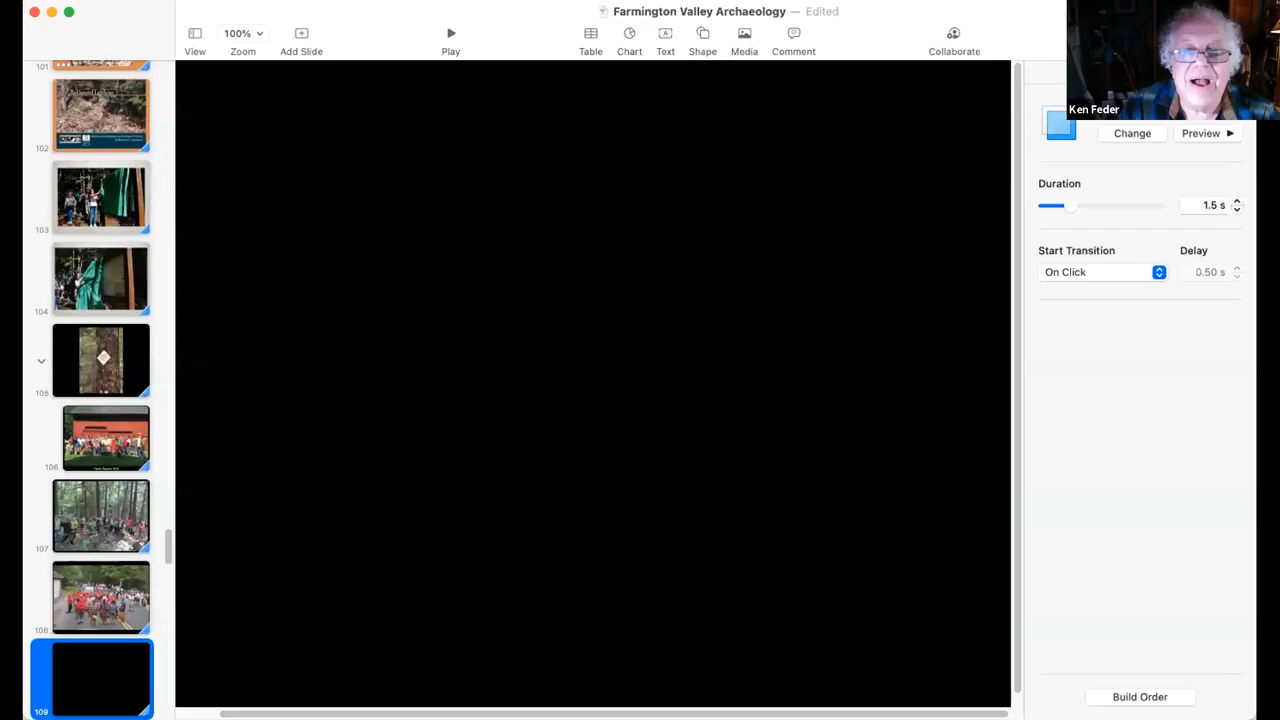 Farmington Valley Archaeology — Edited
100%
View
Zoom
Add Slide
Play
Table
Chart
Text
Shape
Media
Comment
Collaborate
Ken Feder
Change
Preview
Duration
1.5 s
Start Transition
Delay
On Click
0.50 s
Build Order
101
102
103
104
105
106
107
108
109